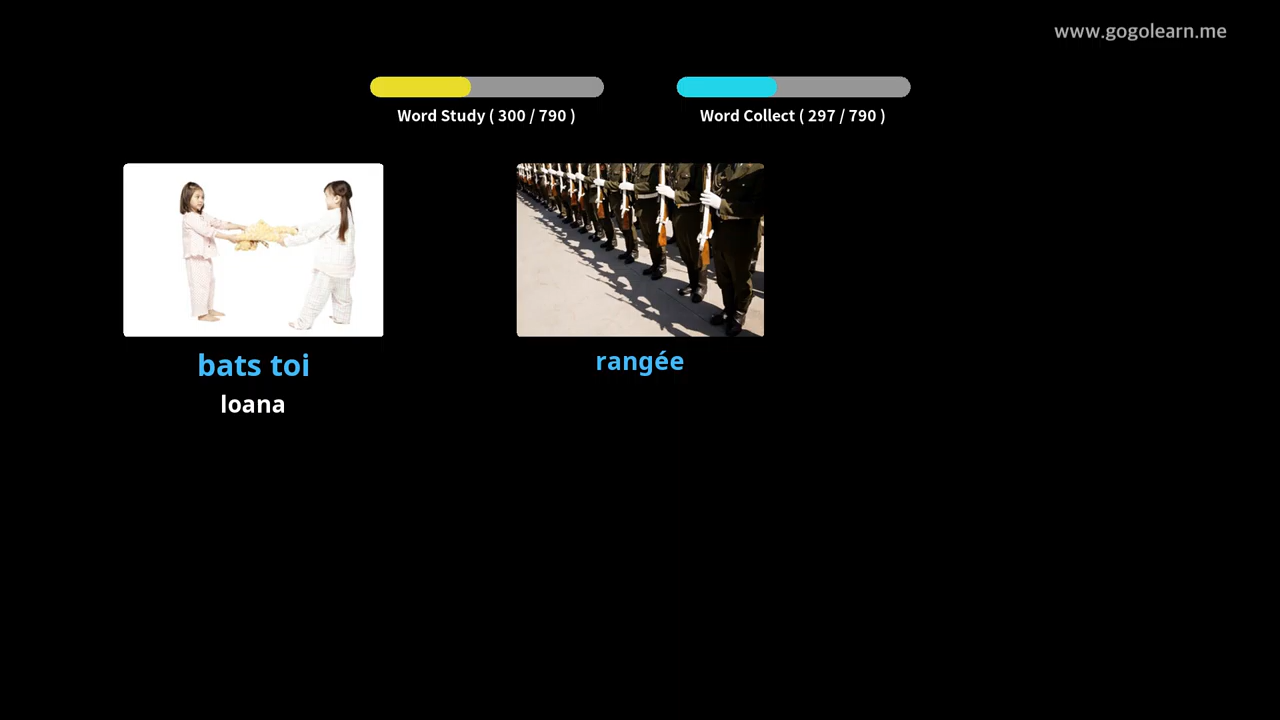 www.gogolearn.me
Word Study ( 300 / 790 )
Word Collect ( 297 / 790 )
bats toi
loana
rangée